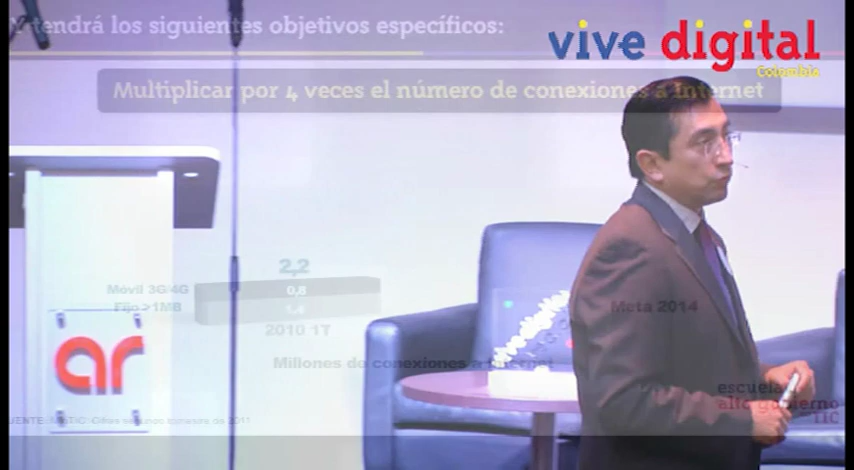 Y tendrá los siguientes objetivos específicos:
vive digital
Colombia
Multiplicar por 4 veces el número de conexiones a Internet
2,2
Móvil 3G/4G
0,8
Fijo >1MB
1,4
Meta 2014
2010 1T
Millones de conexiones a Internet
ar
escuela
alto gobierno
TIC